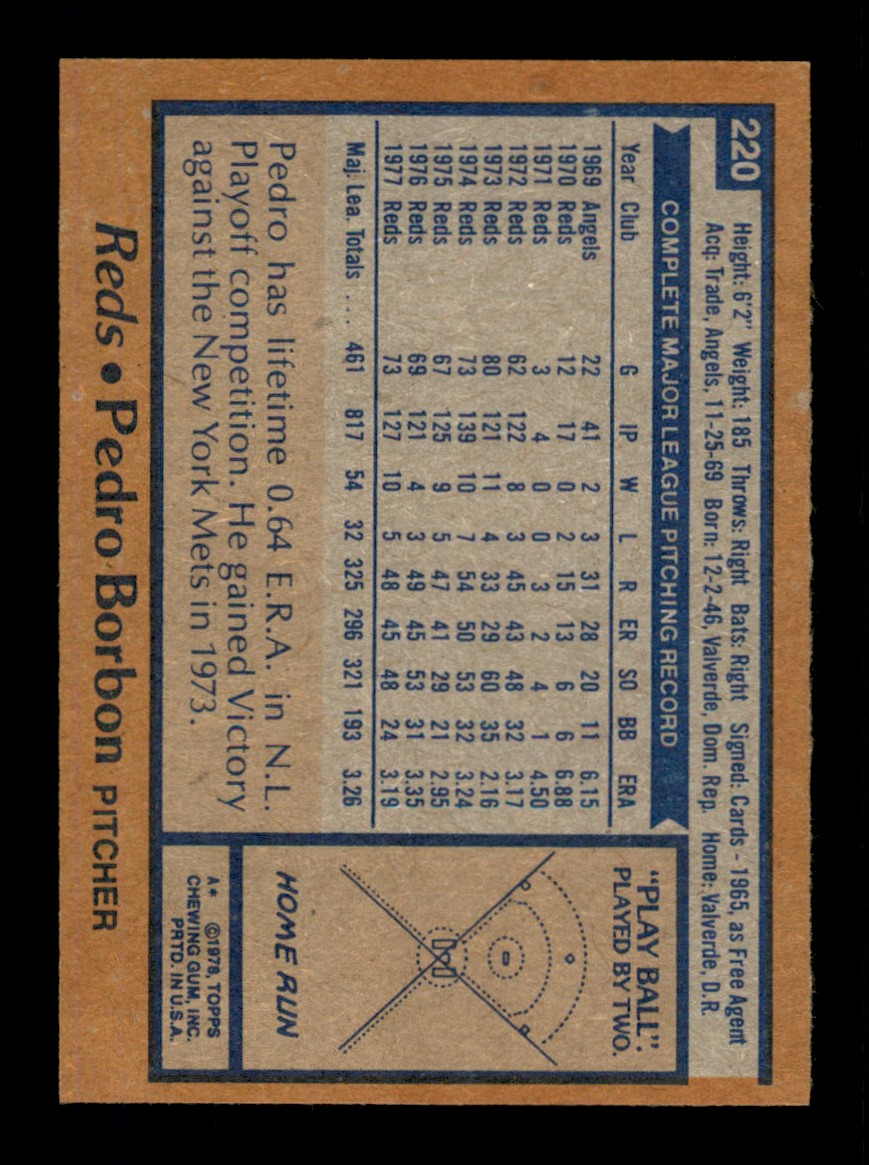 220
Height: 6'2" Weight: 185 Throws: Right Bats: Right Signed: Cards - 1965, as Free Agent
Acq: Trade, Angels, 11-25-69 Born: 12-2-46, Valverde, Dom. Rep. Home: Valverde, D.R.
COMPLETE MAJOR LEAGUE PITCHING RECORD
Year Club G IP W L R ER SO BB ERA
1969 Angels 22 41 2 3 31 28 20 11 6.15
1970 Reds 12 17 0 2 15 13 6 6 6.88
1971 Reds 3 4 0 0 3 2 4 1 4.50
1972 Reds 62 122 8 3 45 43 48 32 3.17
1973 Reds 80 121 11 4 33 29 60 35 2.16
1974 Reds 73 139 10 7 54 50 53 32 3.24
1975 Reds 67 125 9 5 47 41 29 21 2.95
1976 Reds 69 121 4 3 49 45 53 31 3.35
1977 Reds 73 127 10 5 48 45 48 24 3.19
Maj. Lea. Totals . . . 461 817 54 32 325 296 321 193 3.26
Pedro has lifetime 0.64 E.R.A. in N.L.
Playoff competition. He gained Victory
against the New York Mets in 1973.
"PLAY BALL":
PLAYED BY TWO.
HOME RUN
A* ©1978, TOPPS
CHEWING GUM, INC.
PRTD. IN U.S.A.
Reds • Pedro Borbon PITCHER